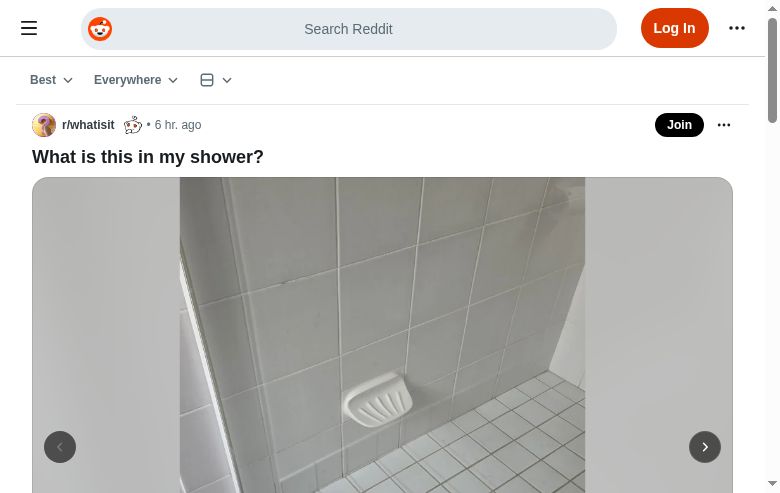 Search Reddit
Log In
Best
Everywhere
r/whatisit • 6 hr. ago
Join
What is this in my shower?